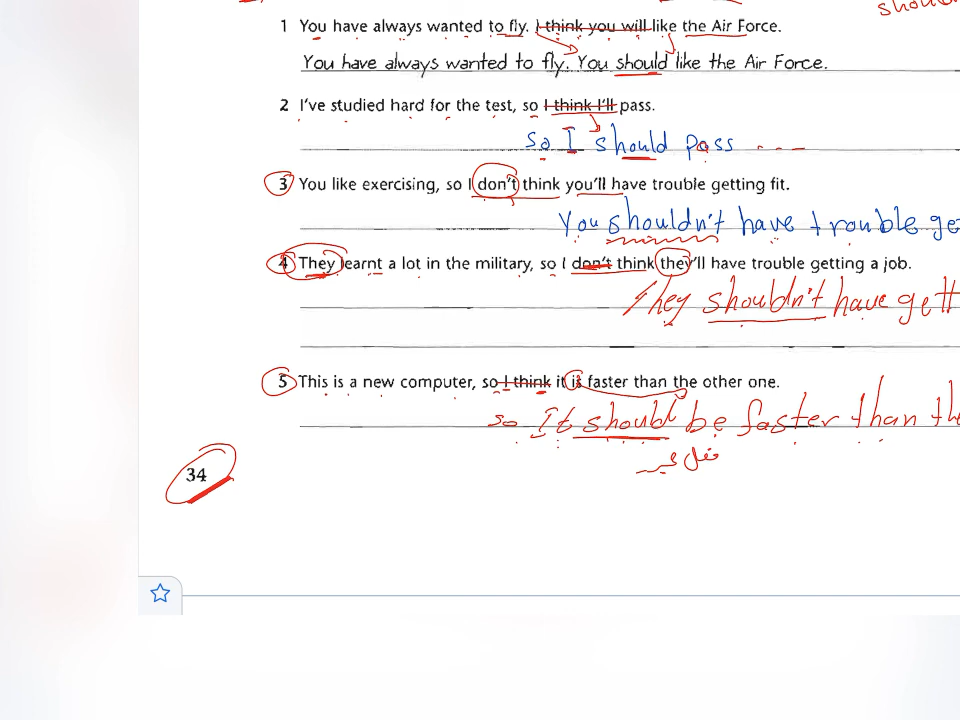 shoul
1 You have always wanted to fly. I think you will like the Air Force.
You have always wanted to fly. You should like the Air Force.
2 I've studied hard for the test, so I think I'll pass.
so I should pass ....
3 You like exercising, so I don't think you'll have trouble getting fit.
You shouldn't have trouble ge
4 They learnt a lot in the military, so I don't think they'll have trouble getting a job.
They shouldn't have gett
5 This is a new computer, so I think it is faster than the other one.
so It should be faster than th
34